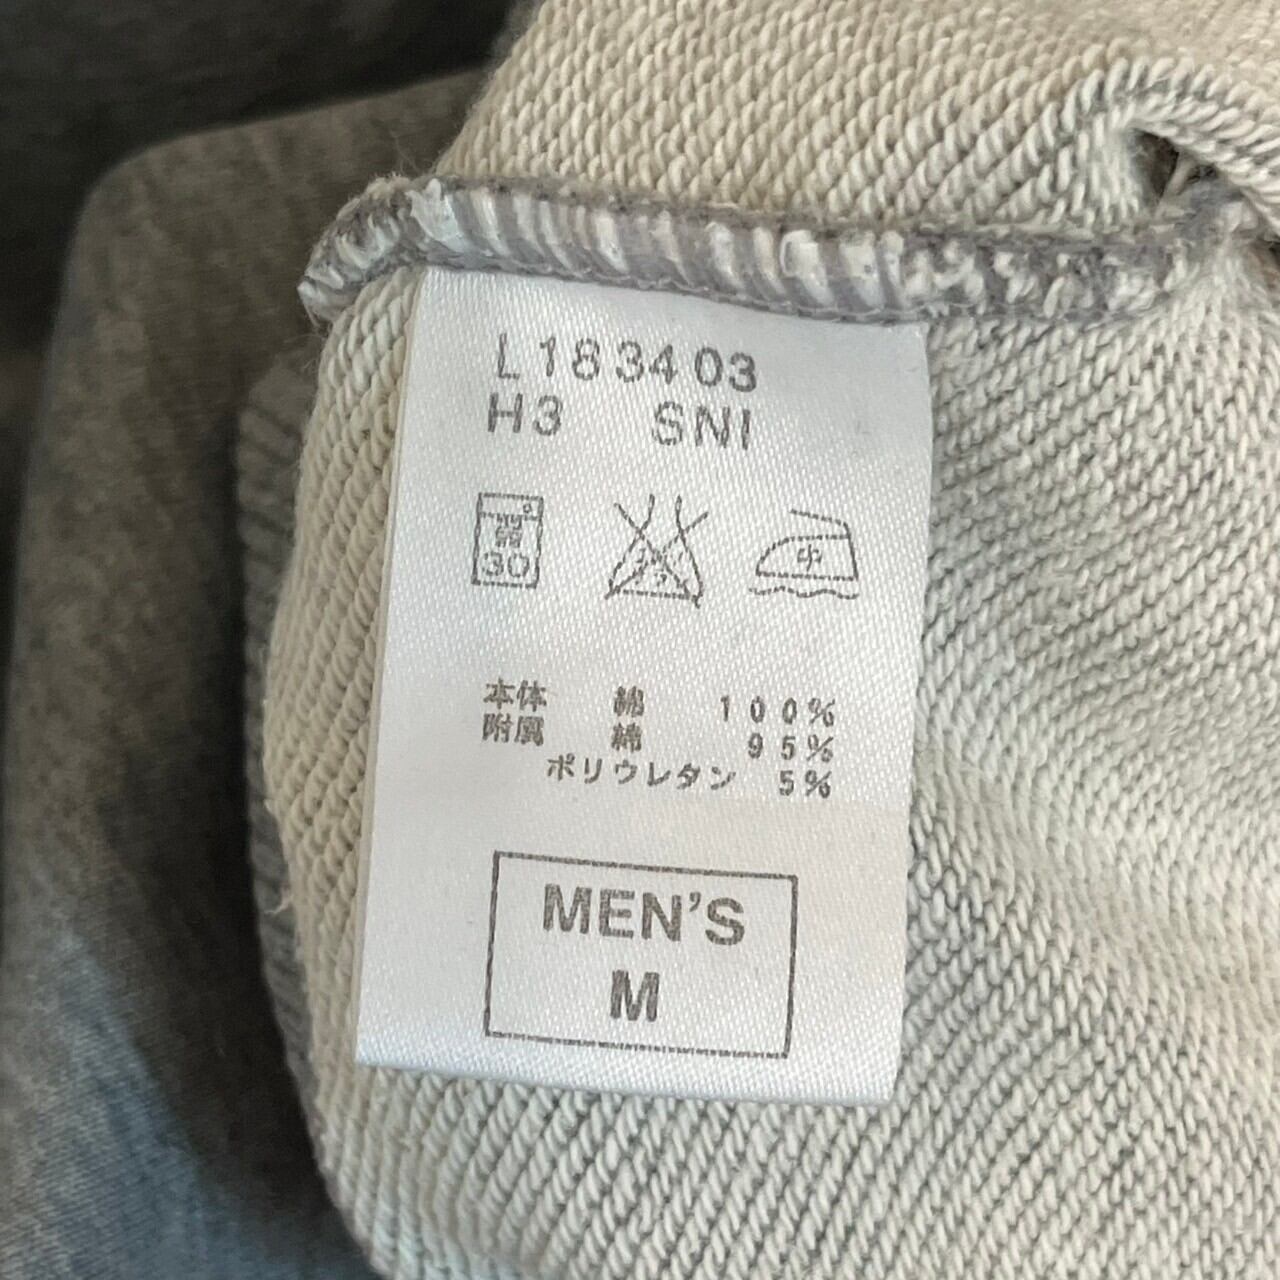 L183403
H3 SNI
30
中
本体 綿 100%
附属 綿 95%
ポリウレタン 5%
MEN'S
M